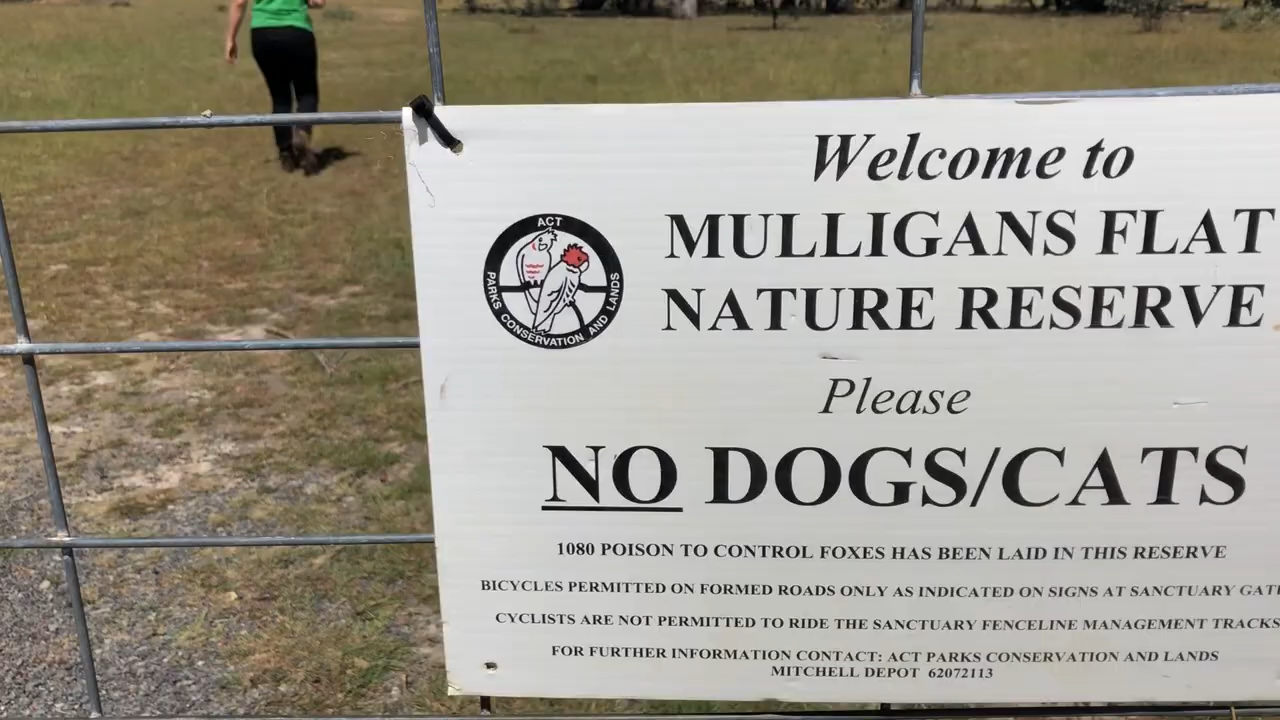 Welcome to
ACT
PARKS CONSERVATION AND LANDS
MULLIGANS FLAT
NATURE RESERVE
Please
NO DOGS/CATS
1080 POISON TO CONTROL FOXES HAS BEEN LAID IN THIS RESERVE
BICYCLES PERMITTED ON FORMED ROADS ONLY AS INDICATED ON SIGNS AT SANCTUARY
CYCLISTS ARE NOT PERMITTED TO RIDE THE SANCTUARY FENCELINE MANAGEMENT TRACKS
FOR FURTHER INFORMATION CONTACT: ACT PARKS CONSERVATION AND LANDS
MITCHELL DEPOT 62072113